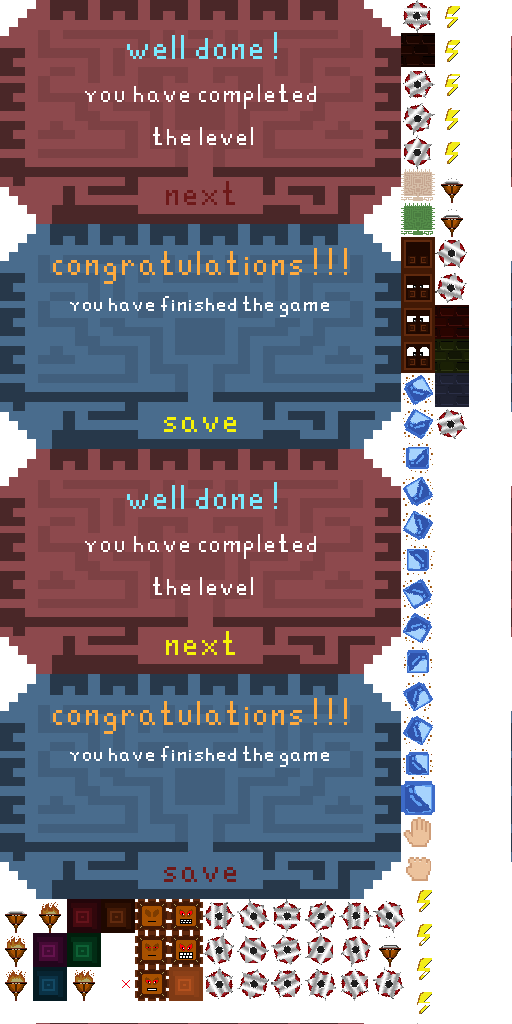 well done!
you have completed
the level
next
congratulations!!!
you have finished the game
save
well done!
you have completed
the level
next
congratulations!!!
you have finished the game
save